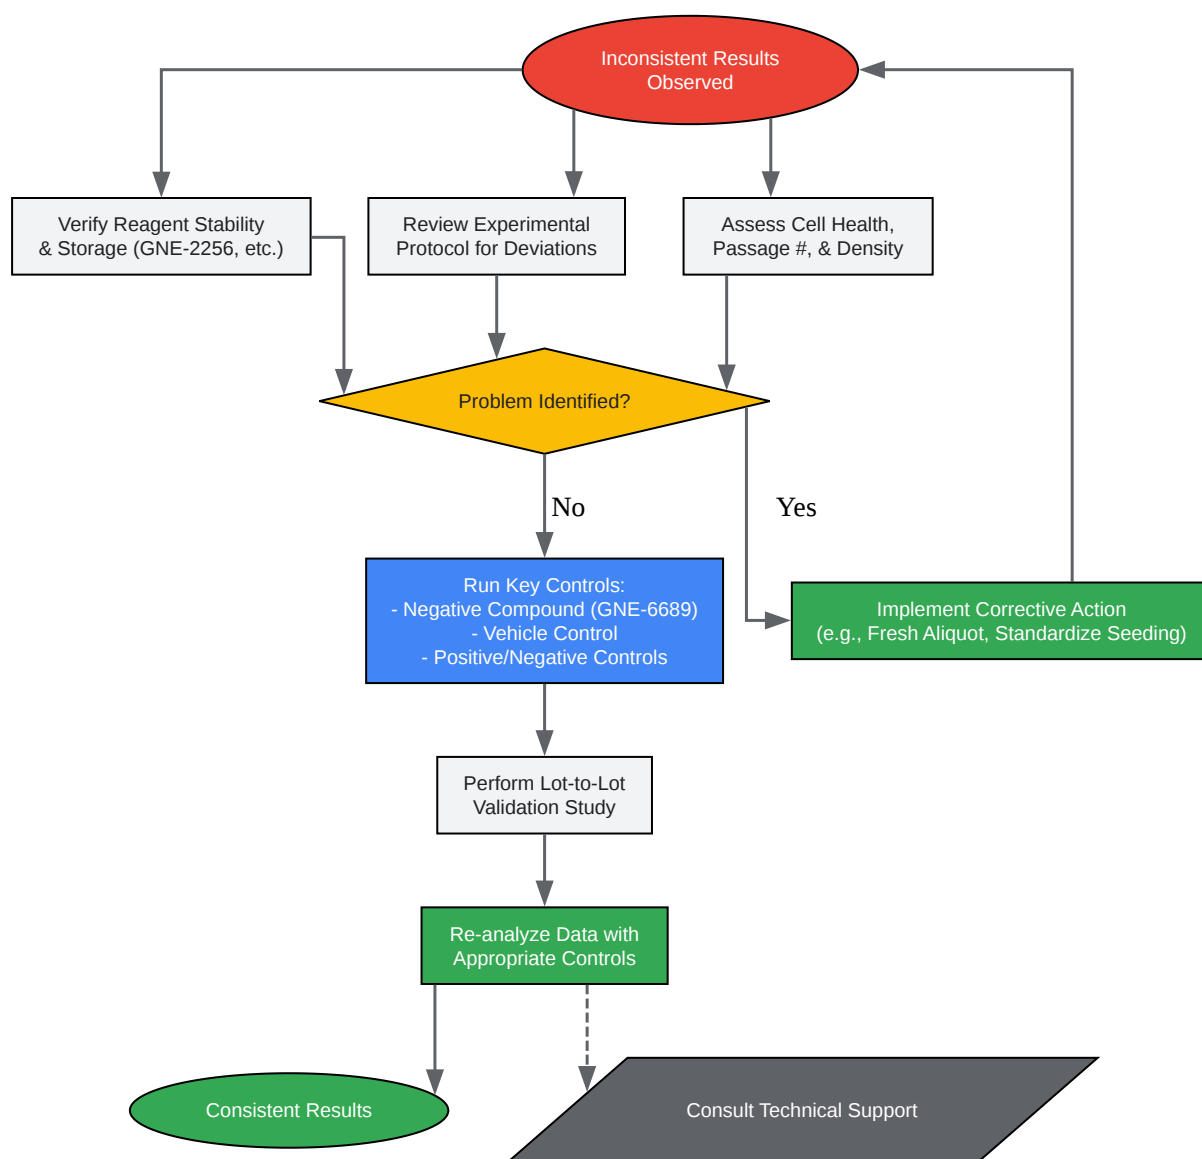 Inconsistent Results
Observed
Verify Reagent Stability
& Storage (GNE-2256, etc.)
Review Experimental
Protocol for Deviations
Assess Cell Health,
Passage #, & Density
Problem Identified?
No
Yes
Run Key Controls:
- Negative Compound (GNE-6689)
- Vehicle Control
- Positive/Negative Controls
Implement Corrective Action
(e.g., Fresh Aliquot, Standardize Seeding)
Perform Lot-to-Lot
Validation Study
Re-analyze Data with
Appropriate Controls
Consistent Results
Consult Technical Support